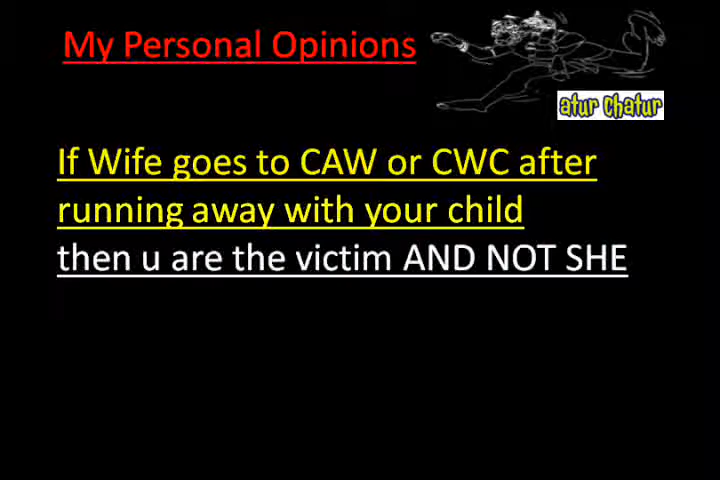 My Personal Opinions
atur chatur
If Wife goes to CAW or CWC after
running away with your child
then u are the victim AND NOT SHE